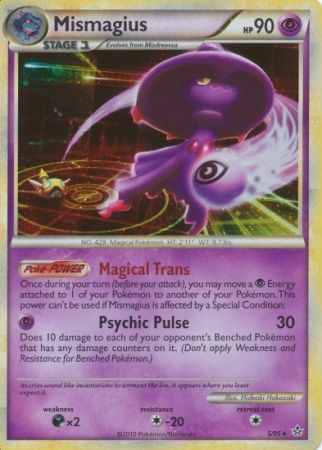 Mismagius HP 90
STAGE 1 Evolves from Misdreavus
NO. 429 Magical Pokémon HT: 2'11" WT: 9.7 lbs.
Poké-POWER Magical Trans
Once during your turn (before your attack), you may move a Energy
attached to 1 of your Pokémon to another of your Pokémon. This
power can't be used if Mismagius is affected by a Special Condition.
Psychic Pulse 30
Does 10 damage to each of your opponent's Benched Pokémon
that has any damage counters on it. (Don't apply Weakness and
Resistance for Benched Pokémon.)
Its cries sound like incantations to torment the foe. It appears where you least
expect it.
Illus. Hideaki Hakozaki
weakness resistance retreat cost
×2 -20
©2010 Pokémon/Nintendo 5/95 ★